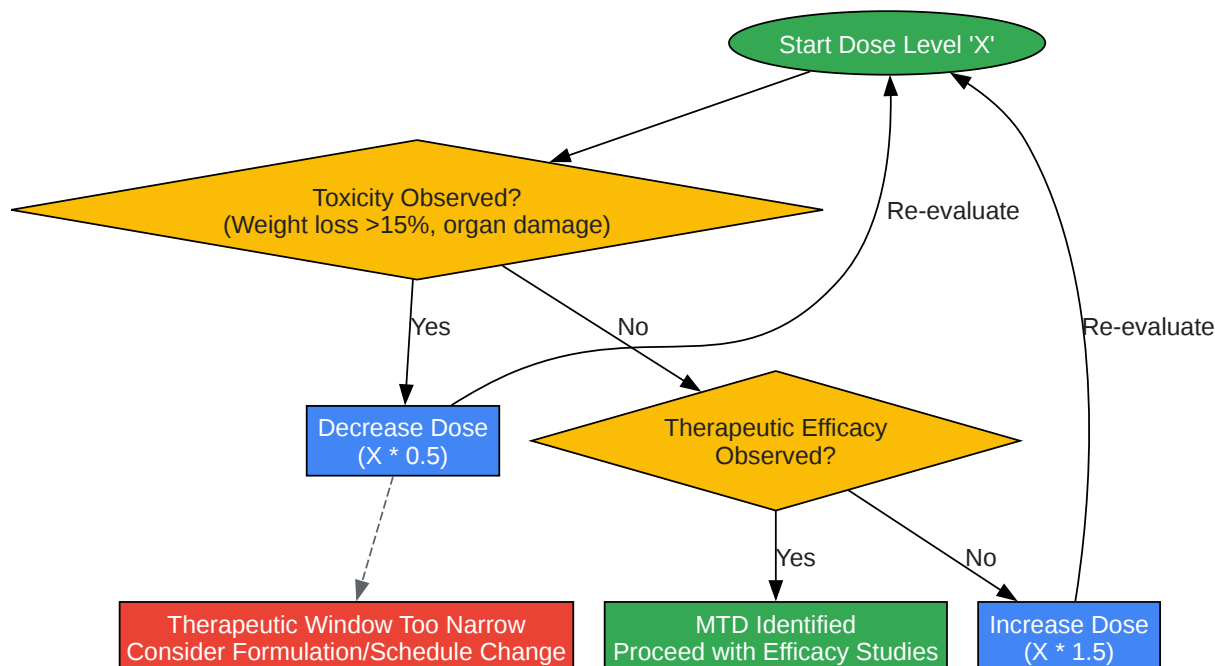 Start Dose Level 'X'
Toxicity Observed?
(Weight loss >15%, organ damage)
Re-evaluate
Yes
No
Re-evaluate
Decrease Dose
(X * 0.5)
Therapeutic Efficacy
Observed?
Yes
No
Therapeutic Window Too Narrow
Consider Formulation/Schedule Change
MTD Identified
Proceed with Efficacy Studies
Increase Dose
(X * 1.5)